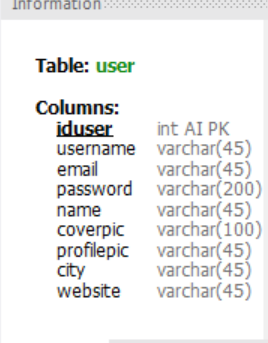 Information
Table: user
Columns:
iduser int AI PK
username varchar(45)
email varchar(45)
password varchar(200)
name varchar(45)
coverpic varchar(100)
profilepic varchar(45)
city varchar(45)
website varchar(45)